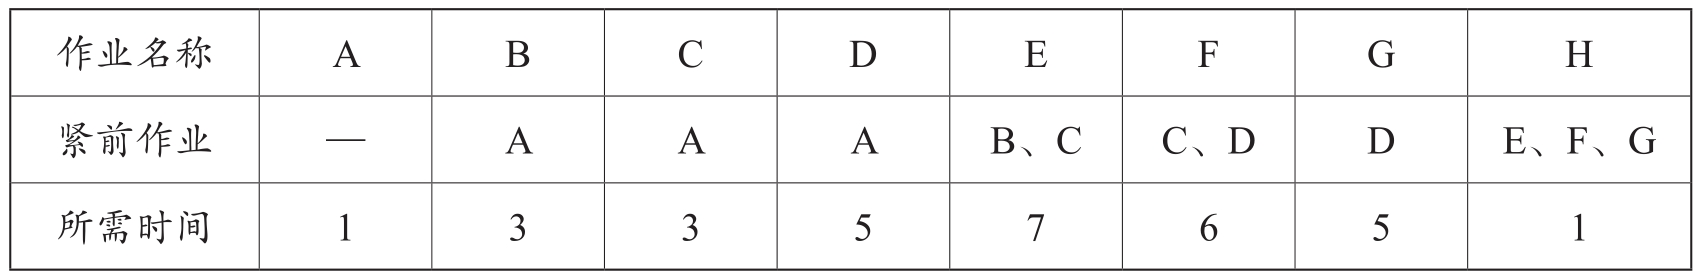 作业名称 A B C D E F G H
紧前作业 — A A A B、C C、D D E、F、G
所需时间 1 3 3 5 7 6 5 1